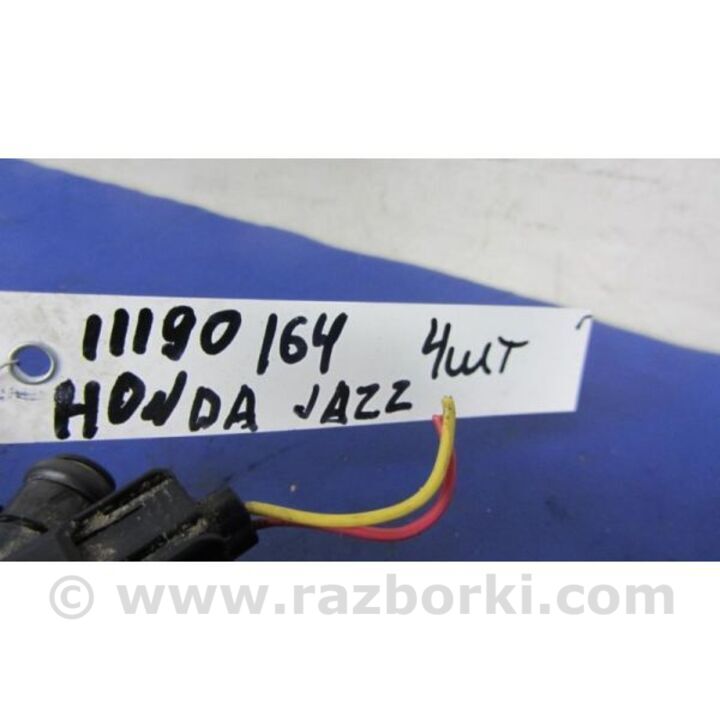 11190164 4шт
HONDA JAZZ
© www.razborki.com